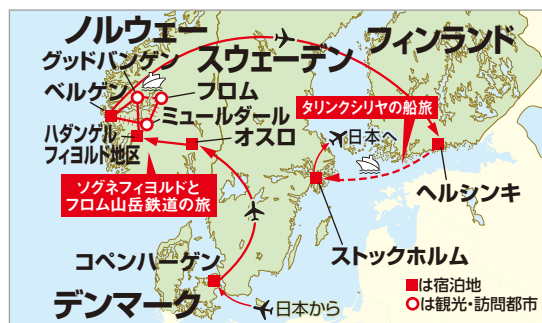 ノルウェー
グッドバンゲン
ベルゲン
フロム
ミュールダール
ハダンゲル
フィヨルド地区
オスロ
ソグネフィヨルドと
フロム山岳鉄道の旅
スウェーデン
フィンランド
タリンクシリヤの船旅
日本へ
ヘルシンキ
ストックホルム
コペンハーゲン
デンマーク
日本から
■は宿泊地
○は観光・訪問都市